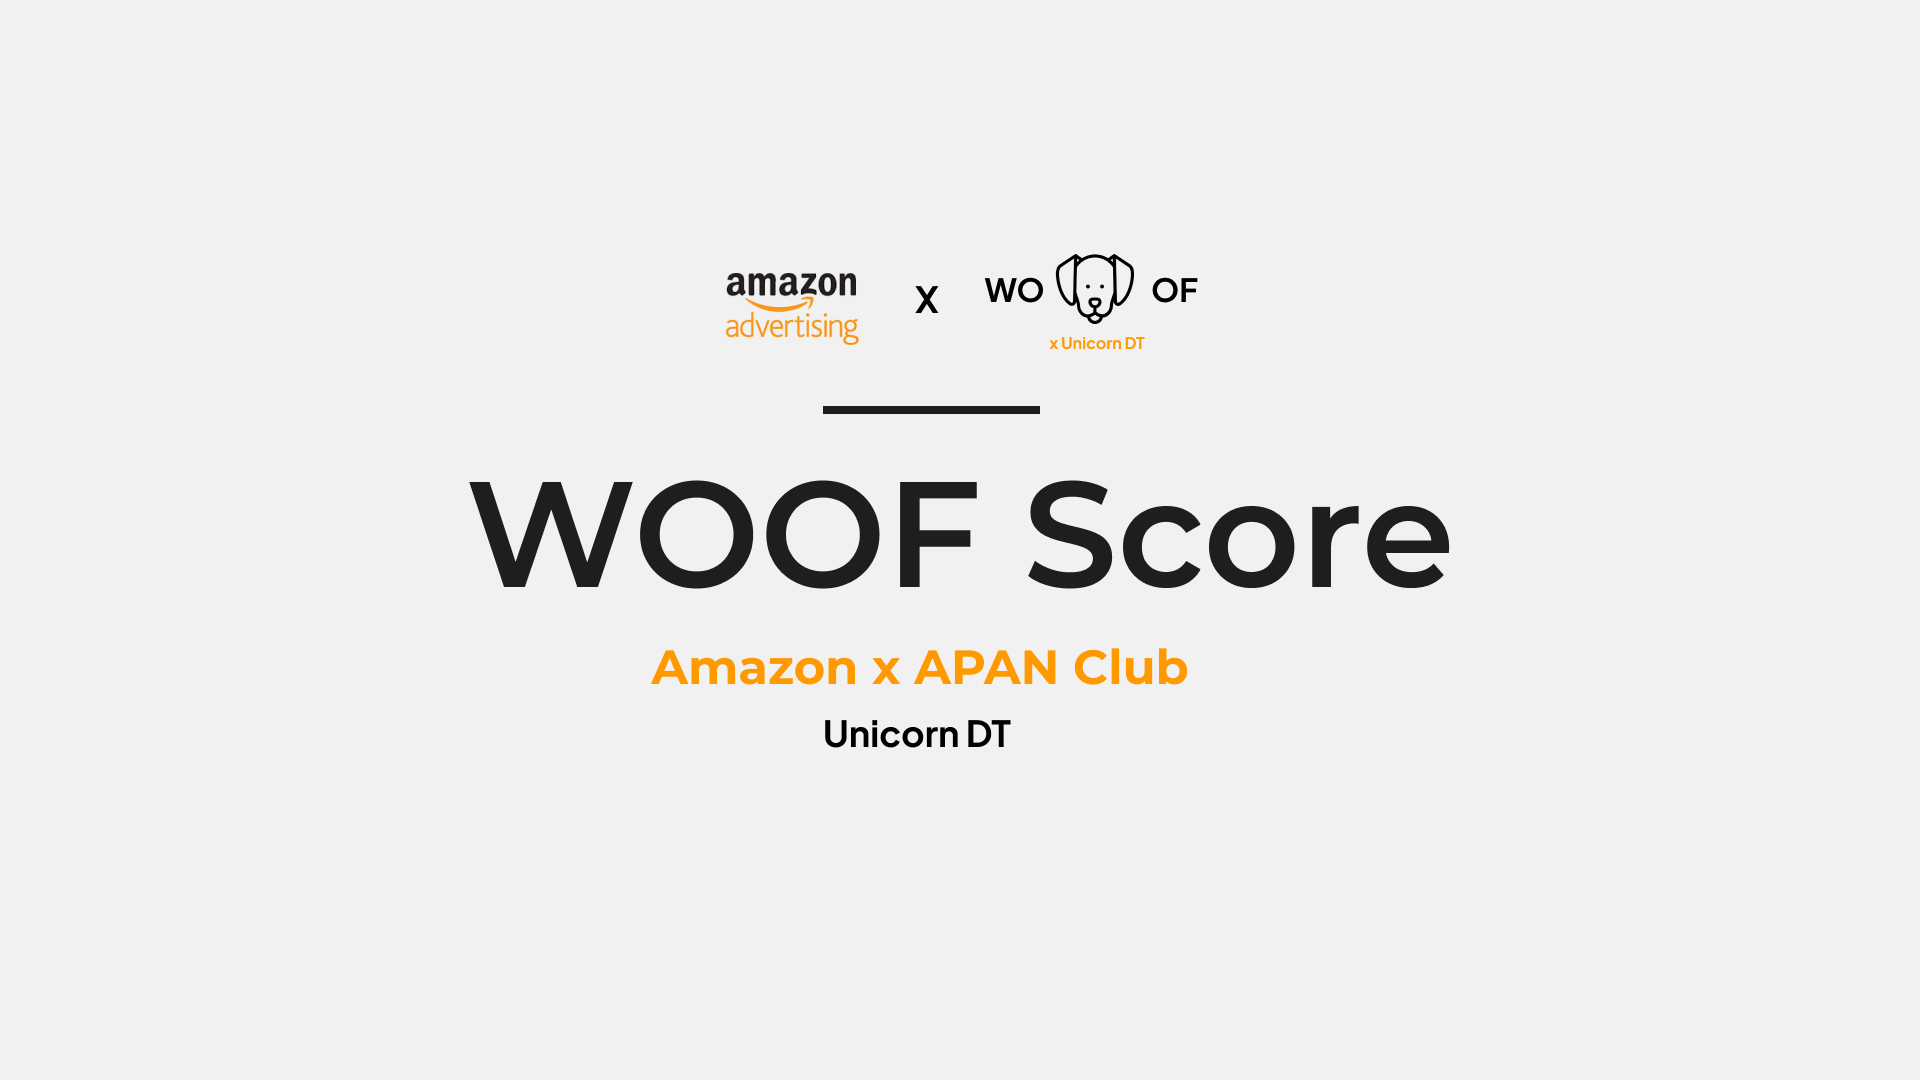 amazon
advertising
X
WO OF
x Unicorn DT
WOOF Score
Amazon x APAN Club
Unicorn DT